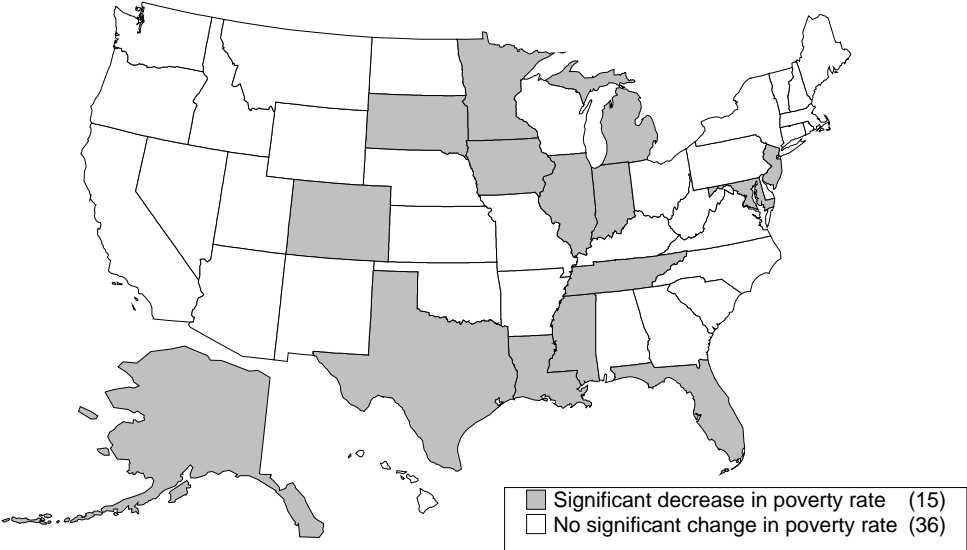 Significant decrease in poverty rate (15)
No significant change in poverty rate (36)